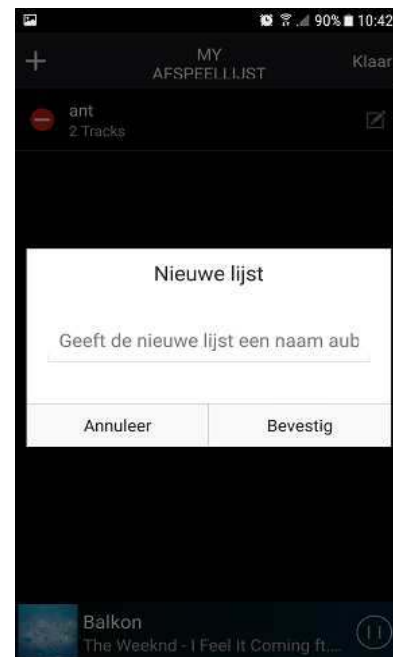 90% 10:42
+ MY AFSPEELLIJST Klaar
ant
2 Tracks
Nieuwe lijst
Geeft de nieuwe lijst een naam aub
Annuleer Bevestig
Balkon
The Weeknd - I Feel It Coming ft....